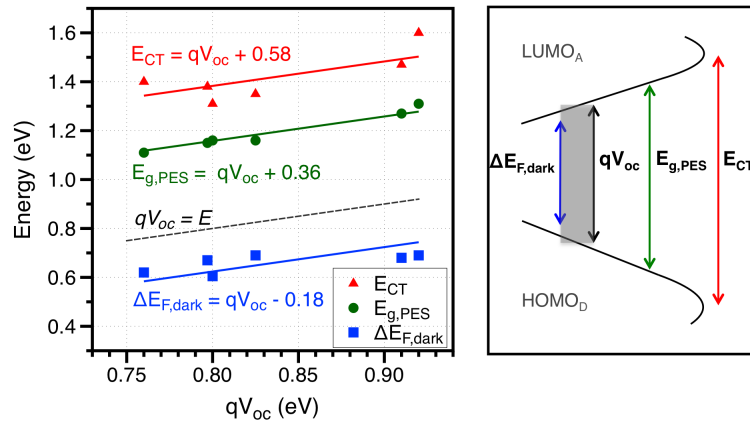 1.6
1.4
1.2
1.0
0.8
0.6
0.4
Energy (eV)
E_CT = qV_oc + 0.58
E_g,PES = qV_oc + 0.36
qV_oc = E
ΔE_F,dark = qV_oc - 0.18
E_CT
E_g,PES
ΔE_F,dark
0.75
0.80
0.85
0.90
qV_oc (eV)
LUMO_A
ΔE_F,dark
qV_oc
E_g,PES
E_CT
HOMO_D